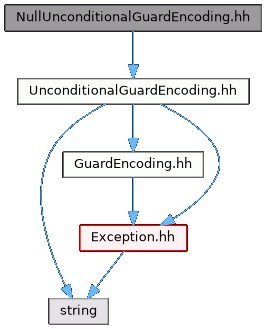 NullUnconditionalGuardEncoding.hh
UnconditionalGuardEncoding.hh
GuardEncoding.hh
Exception.hh
string